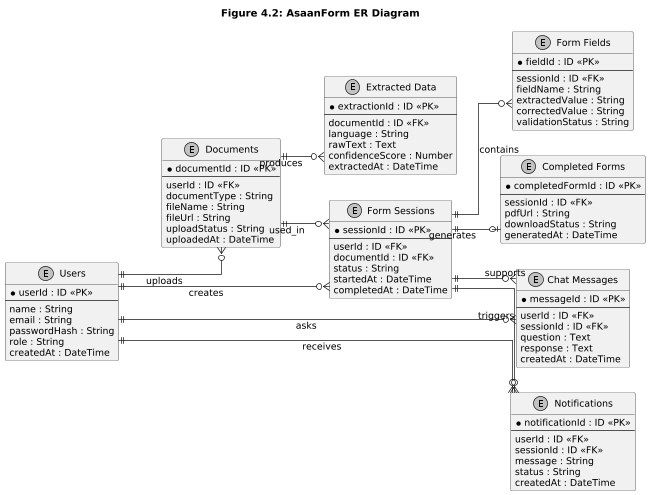 Figure 4.2: AsaanForm ER Diagram
E Form Fields
fieldId : ID «PK»
sessionId : ID «FK»
fieldName : String
extractedValue : String
correctedValue : String
validationStatus : String
E Extracted Data
extractionId : ID «PK»
documentId : ID «FK»
language : String
rawText : Text
confidenceScore : Number
extractedAt : DateTime
E Documents
documentId : ID «PK»
userId : ID «FK»
documentType : String
fileName : String
fileUrl : String
uploadStatus : String
uploadedAt : DateTime
produces
contains
E Completed Forms
completedFormId : ID «PK»
sessionId : ID «FK»
pdfUrl : String
downloadStatus : String
generatedAt : DateTime
E Form Sessions
sessionId : ID «PK»
userId : ID «FK»
documentId : ID «FK»
status : String
startedAt : DateTime
completedAt : DateTime
used_in
generates
E Users
userId : ID «PK»
name : String
email : String
passwordHash : String
role : String
createdAt : DateTime
uploads
creates
supports
E Chat Messages
messageId : ID «PK»
userId : ID «FK»
sessionId : ID «FK»
question : Text
response : Text
createdAt : DateTime
triggers
asks
receives
E Notifications
notificationId : ID «PK»
userId : ID «FK»
sessionId : ID «FK»
message : String
status : String
createdAt : DateTime